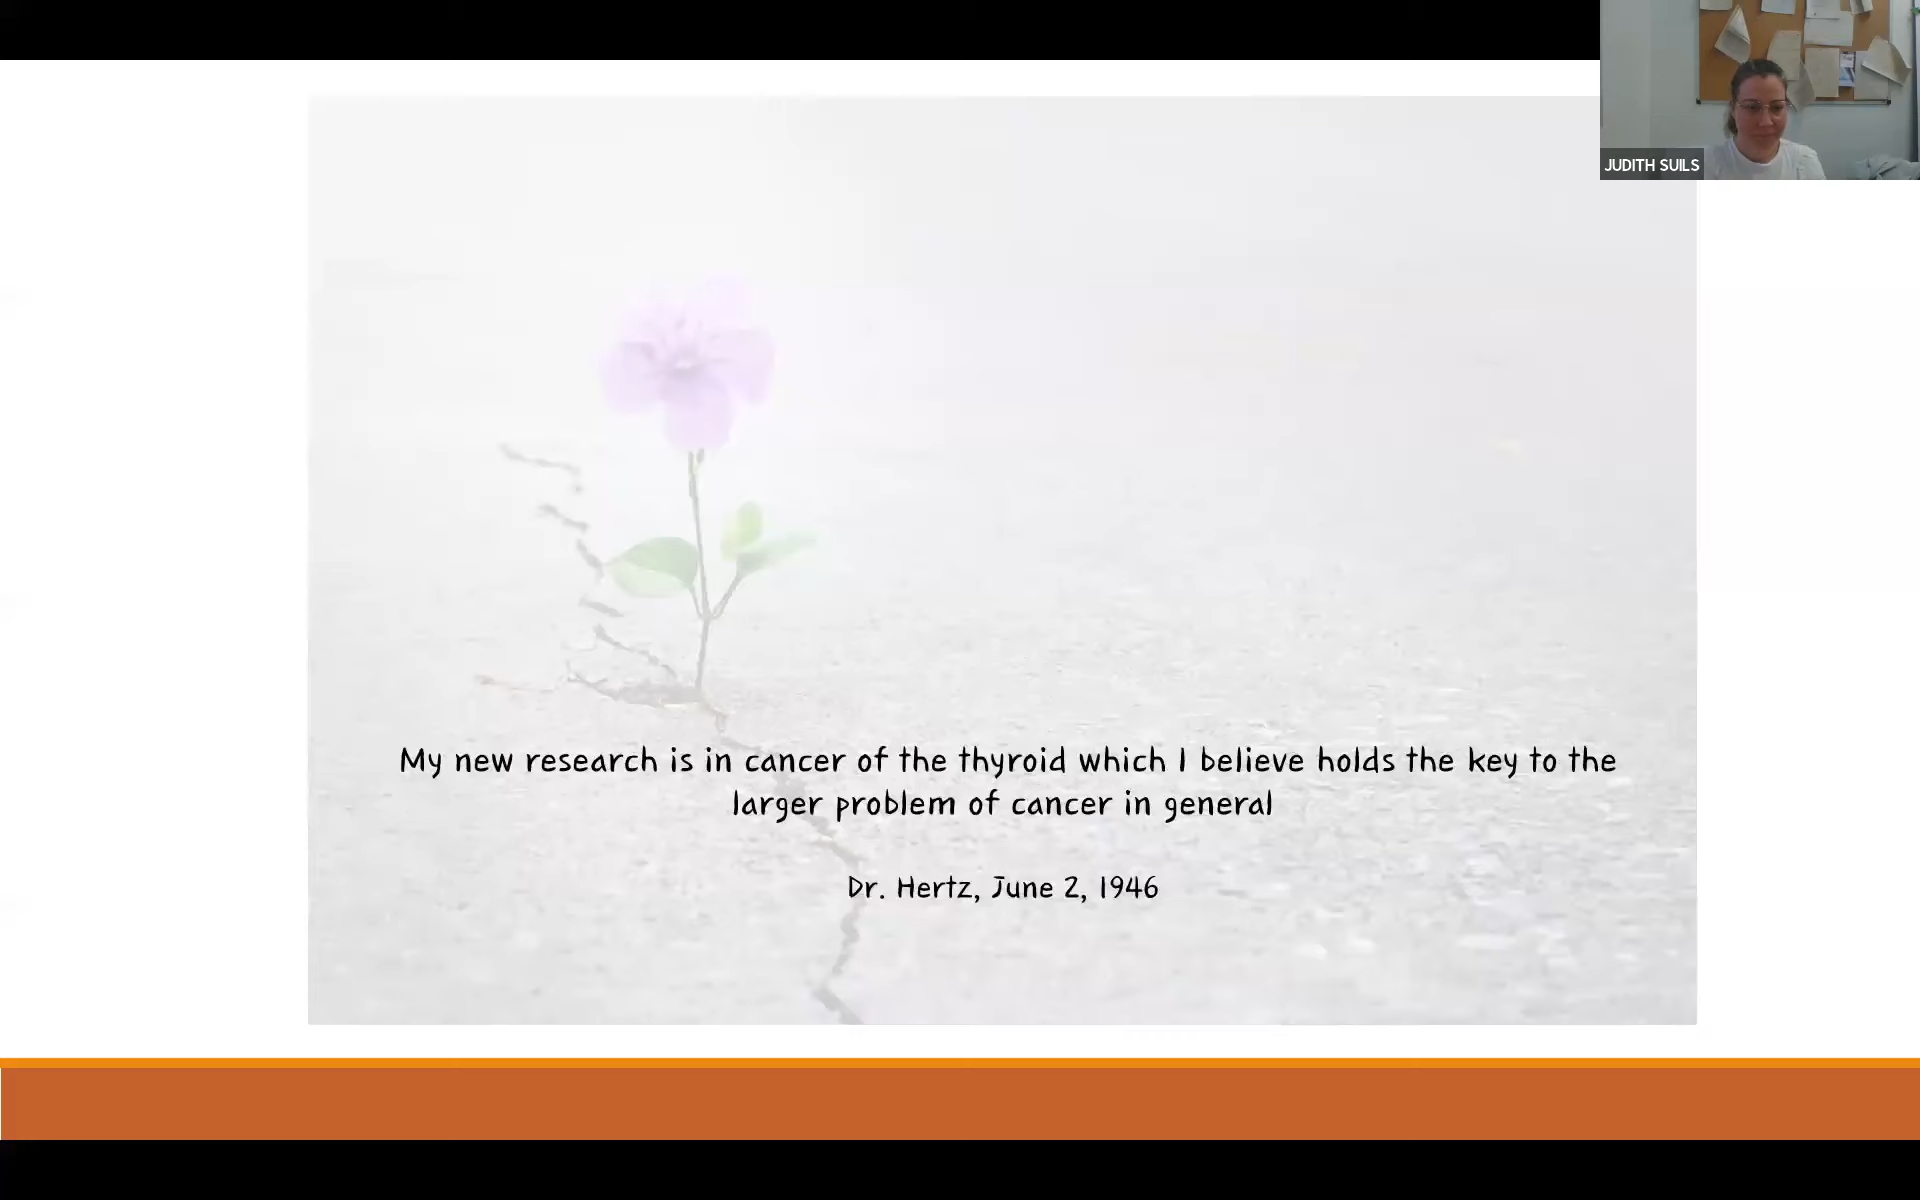 JUDITH SUILS
My new research is in cancer of the thyroid which I believe holds the key to the
larger problem of cancer in general
Dr. Hertz, June 2, 1946